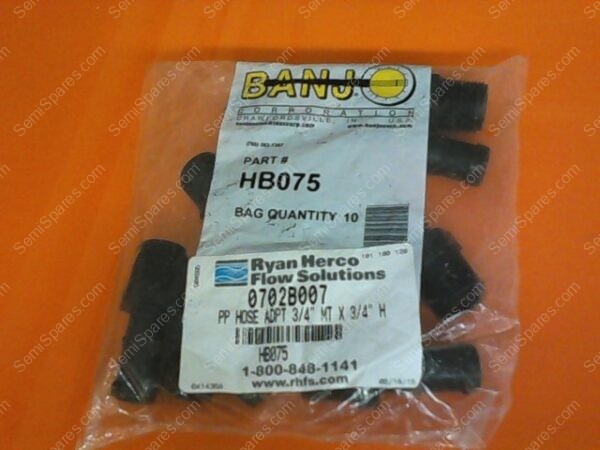 BANJO
CORPORATION
CRAWFORDSVILLE, IN U.S.A.
PART #
HB075
BAG QUANTITY 10
Ryan Herco
Flow Solutions
0702B007
PP HOSE ADPT 3/4" MT X 3/4" H
HB075
1-800-848-1141
www.rhfs.com
SemiSpares.com